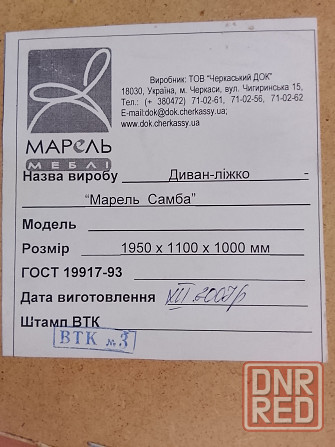 МАРЕЛЬ
МЕБЛІ
Виробник: ТОВ "Черкаський ДОК"
18030, Україна, м. Черкаси, вул. Чигиринська 15,
Тел.: (+ 380472) 71-02-61, 71-02-56, 71-02-62
E-mail:dok@dok.cherkassy.ua;
www.dok.cherkassy.ua
Назва виробу Диван-ліжко -
“Марель Самба”
Модель
Розмір 1950 х 1100 х 1000 мм
ГОСТ 19917-93
Дата виготовлення XII 2007р
Штамп ВТК
ВТК №3
DNR
RED